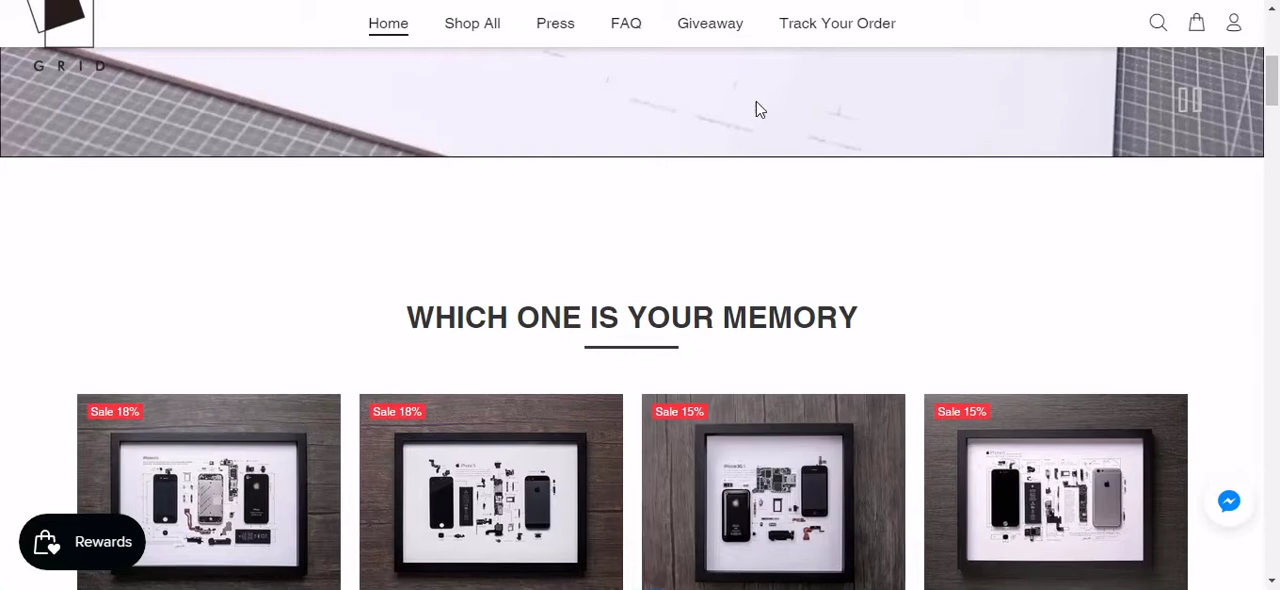 Home Shop All Press FAQ Giveaway Track Your Order
GRID
WHICH ONE IS YOUR MEMORY
Sale 18% Sale 18% Sale 15% Sale 15%
Rewards